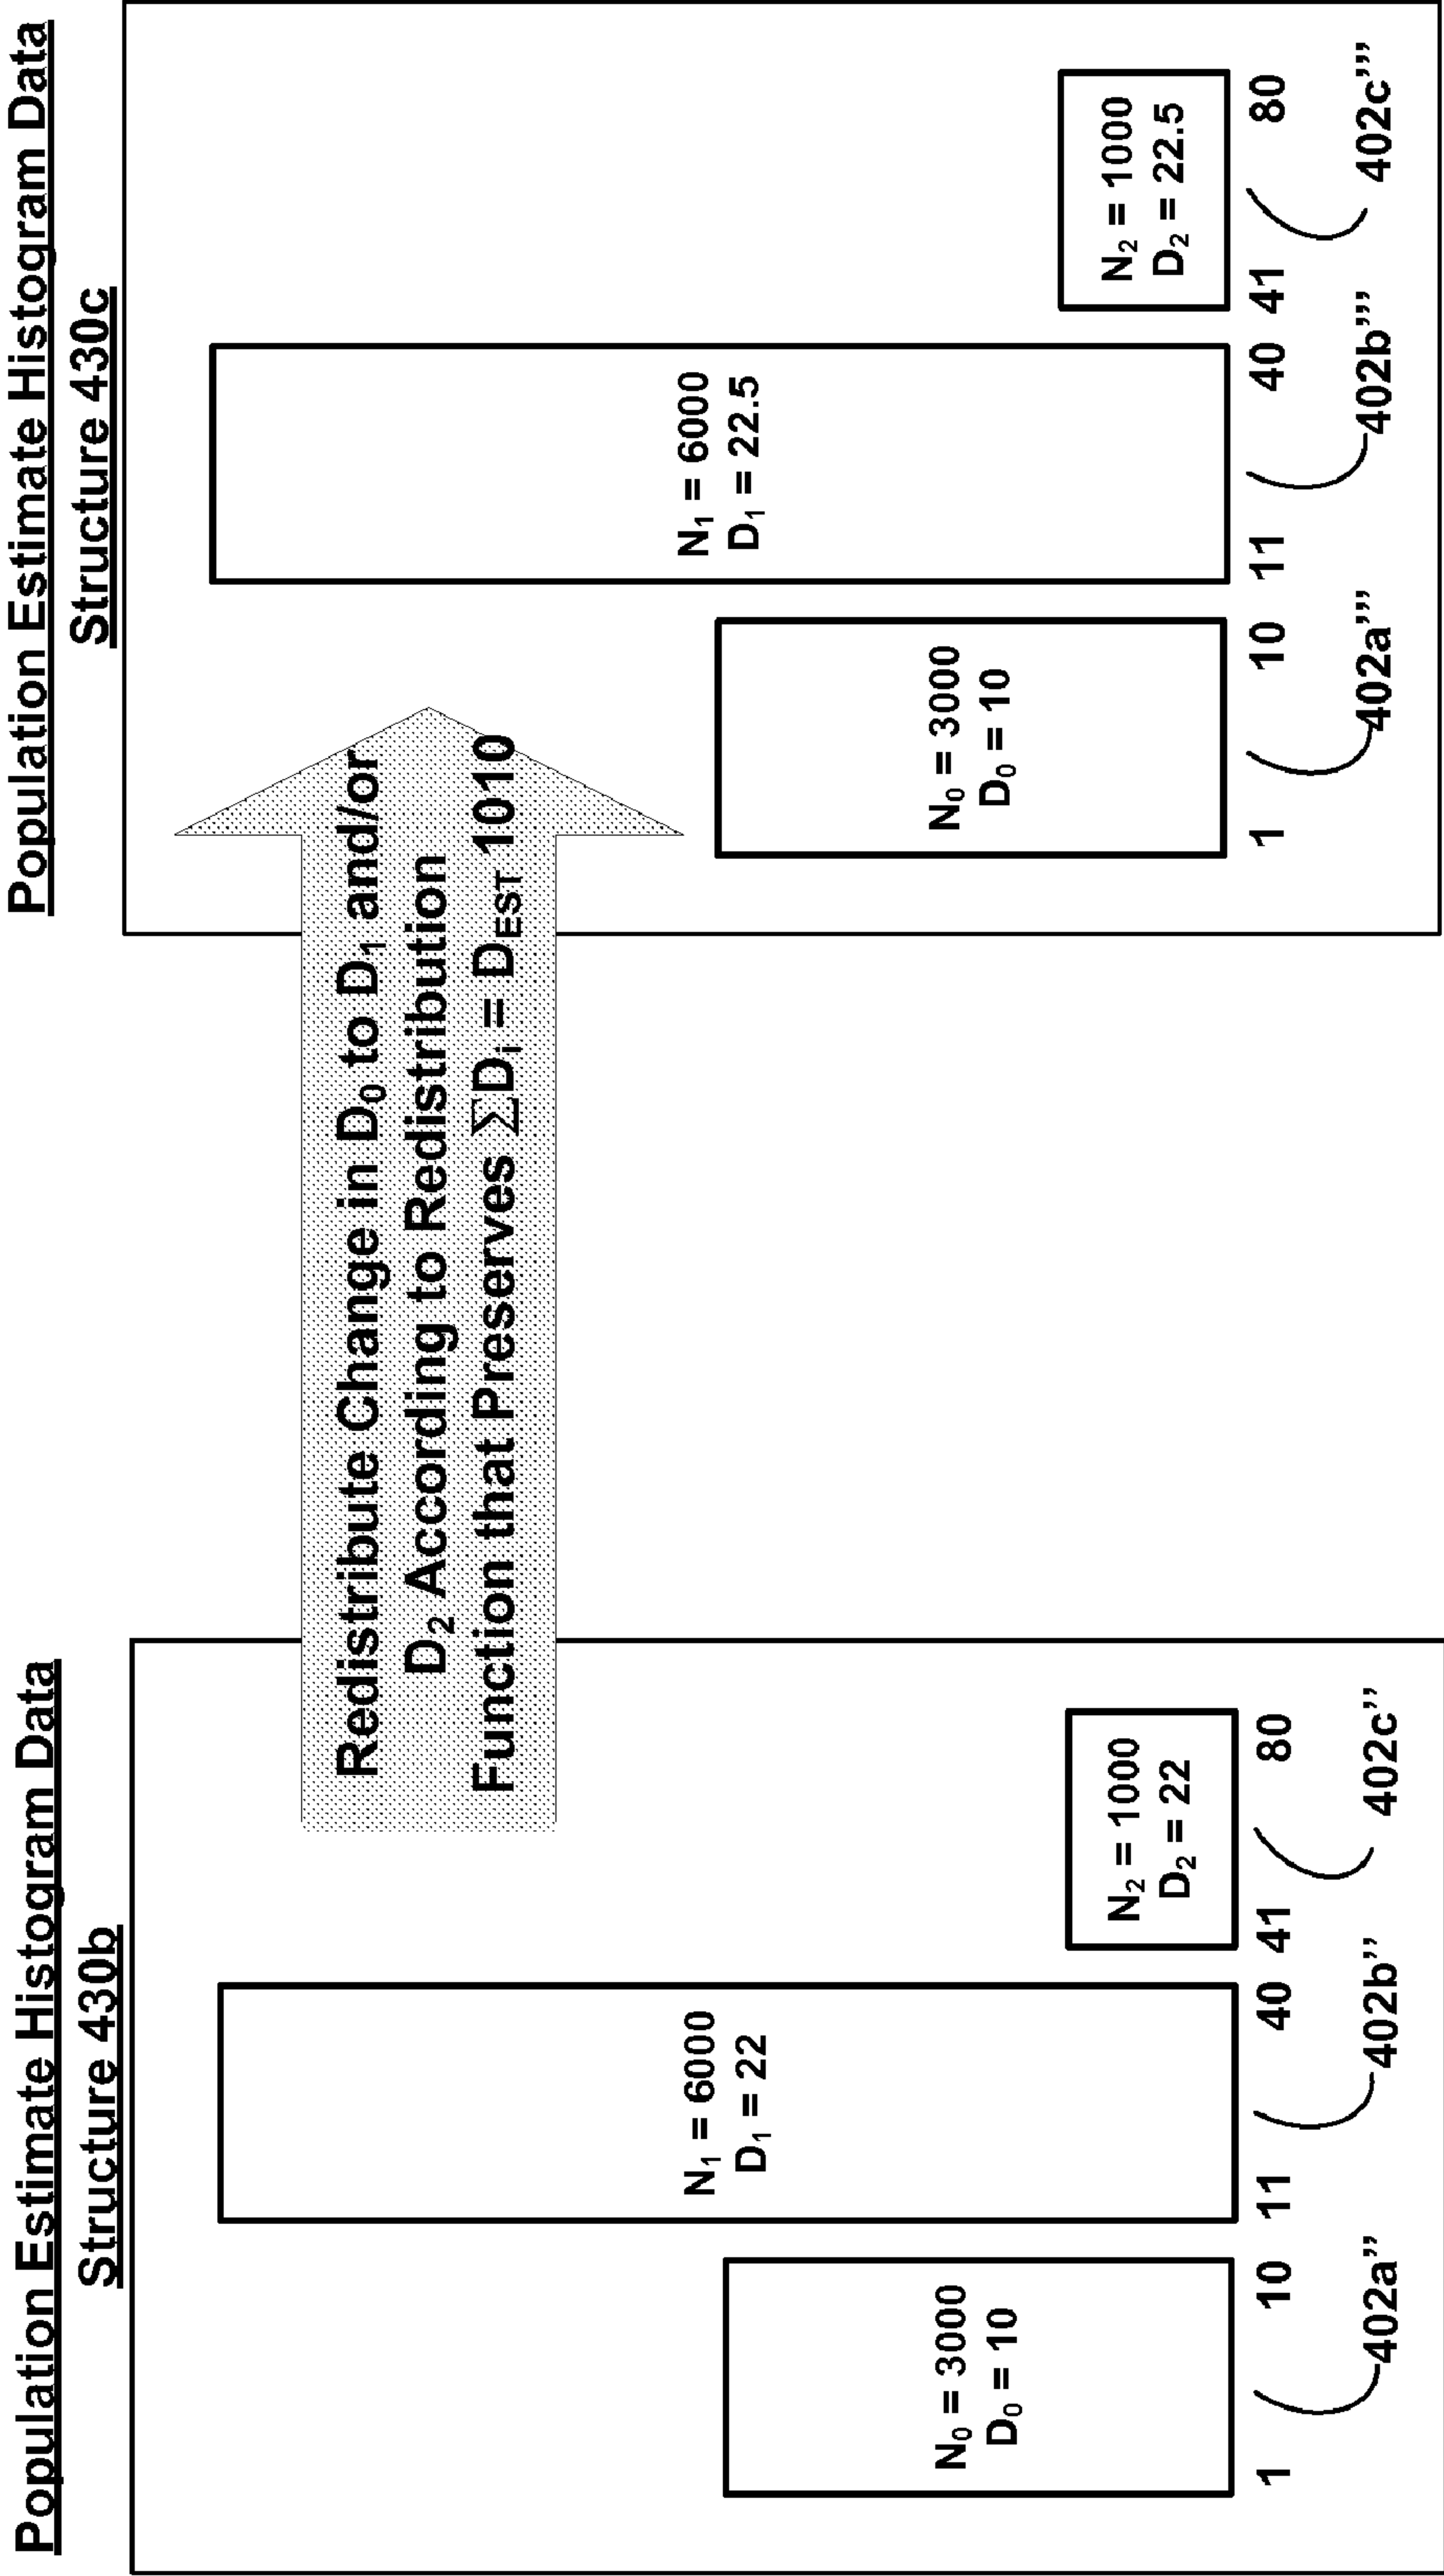 Population Estimate Histogram Data
Structure 430b
N₀ = 3000
D₀ = 10
N₁ = 6000
D₁ = 22
N₂ = 1000
D₂ = 22
1 10 11 40 41 80
402a” 402b” 402c”
Redistribute Change in D₀ to D₁ and/or
D₂ According to Redistribution
Function that Preserves ∑Dᵢ = D_EST 1010
Population Estimate Histogram Data
Structure 430c
N₀ = 3000
D₀ = 10
N₁ = 6000
D₁ = 22.5
N₂ = 1000
D₂ = 22.5
1 10 11 40 41 80
402a”’ 402b”’ 402c”’